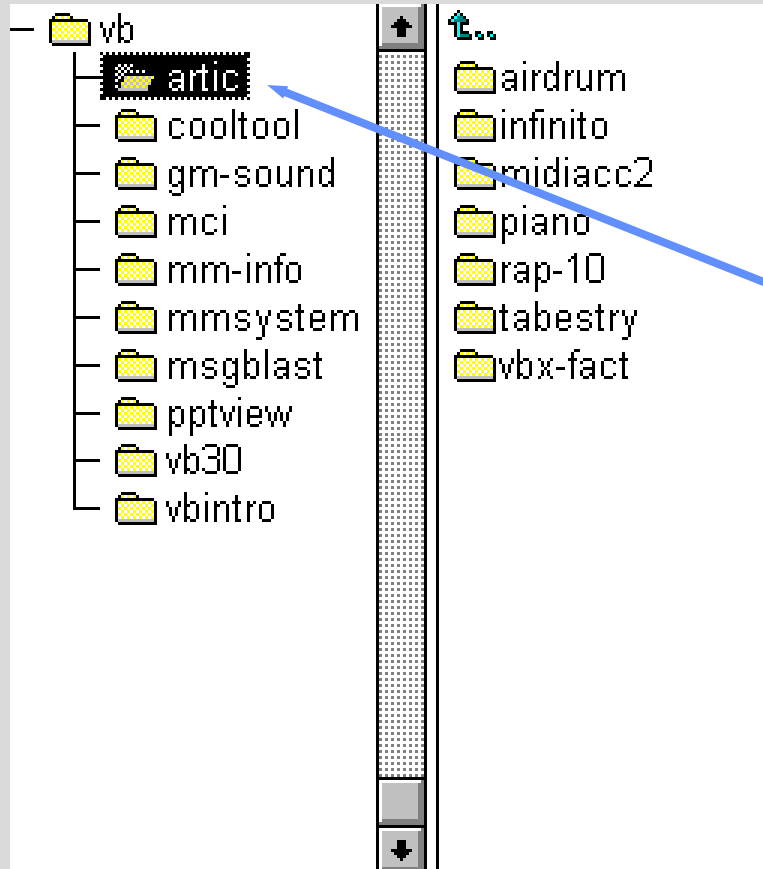 vb
artic
cooltool
gm-sound
mci
mm-info
mmsystem
msgblast
pptview
vb30
vbintro
..
airdrum
infinito
midiacc2
piano
rap-10
tabestry
vbx-fact